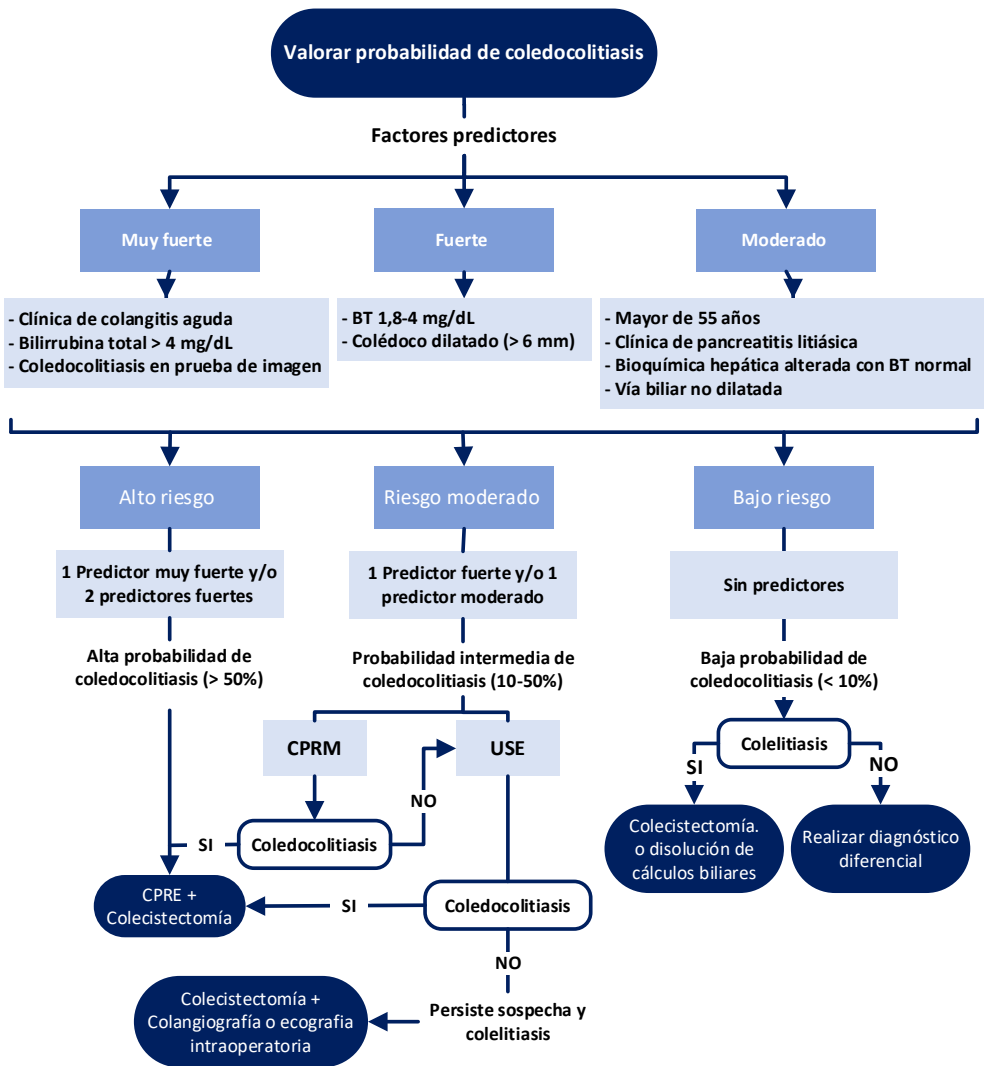 Valorar probabilidad de coledocolitiasis
Factores predictores
Muy fuerte
Fuerte
Moderado
- Clínica de colangitis aguda
- Bilirrubina total > 4 mg/dL
- Coledocolitiasis en prueba de imagen
- BT 1,8-4 mg/dL
- Colédoco dilatado (> 6 mm)
- Mayor de 55 años
- Clínica de pancreatitis litiásica
- Bioquímica hepática alterada con BT normal
- Vía biliar no dilatada
Alto riesgo
Riesgo moderado
Bajo riesgo
1 Predictor muy fuerte y/o
2 predictores fuertes
1 Predictor fuerte y/o 1
predictor moderado
Sin predictores
Alta probabilidad de
coledocolitiasis (> 50%)
Probabilidad intermedia de
coledocolitiasis (10-50%)
Baja probabilidad de
coledocolitiasis (< 10%)
CPRM
USE
Colelitiasis
SI
NO
NO
Colecistectomía.
o disolución de
cálculos biliares
Realizar diagnóstico
diferencial
SI
Coledocolitiasis
CPRE +
Colecistectomía
SI
Coledocolitiasis
NO
Colecistectomía +
Colangiografía o ecografia
intraoperatoria
Persiste sospecha y
colelitiasis